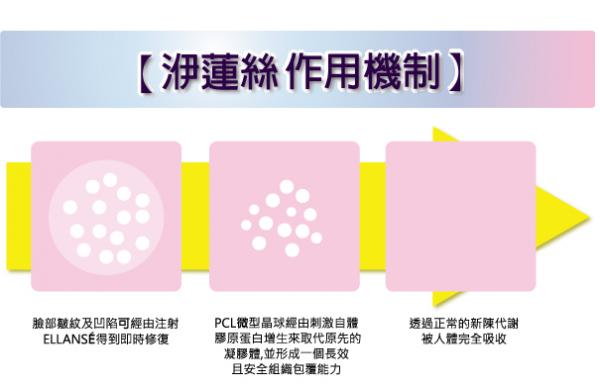 【洢蓮絲 作用機制】
臉部皺紋及凹陷可經由注射
ELLANSÉ得到即時修復
PCL微型晶球經由刺激自體
膠原蛋白增生來取代原先的
凝膠體,並形成一個長效
且安全組織包覆能力
透過正常的新陳代謝
被人體完全吸收